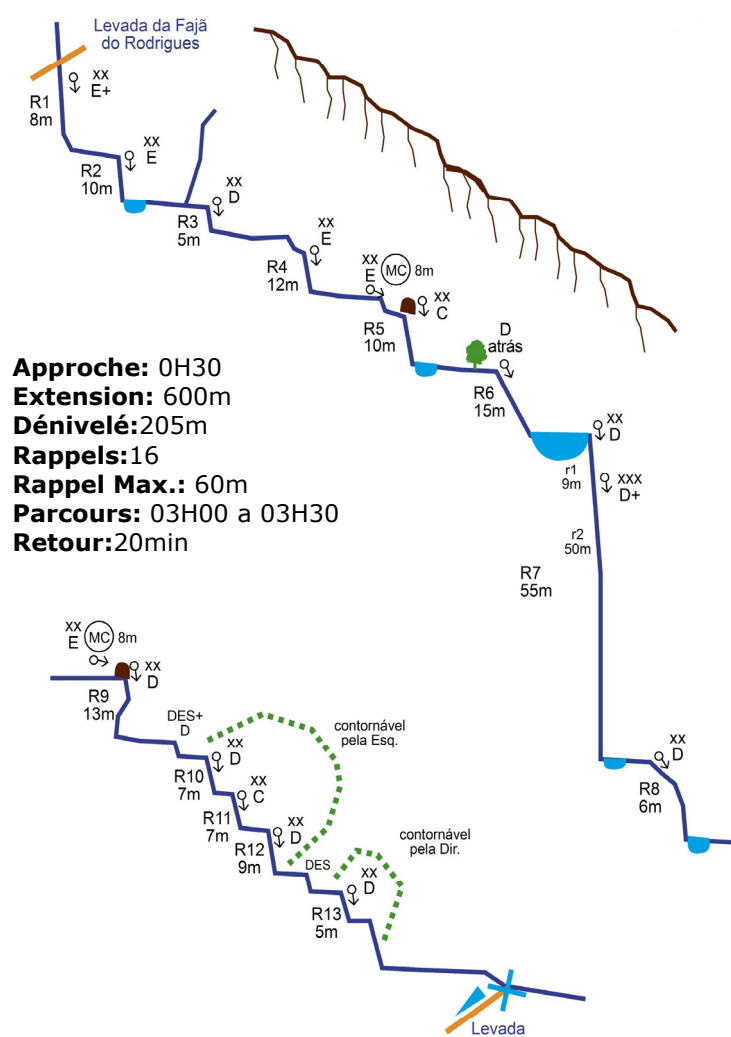 Levada da Fajã
do Rodrigues
xx
E+
R1
8m
xx
E
R2
10m
xx
D
R3
5m
xx
E
R4
12m
xx
E
MC 8m
xx
C
R5
10m
D
atrás
R6
15m
xx
D
r1
9m
xxx
D+
r2
50m
R7
55m
xx
D
R8
6m
Approche: 0H30
Extension: 600m
Dénivelé:205m
Rappels:16
Rappel Max.: 60m
Parcours: 03H00 a 03H30
Retour:20min
xx
E
MC 8m
xx
D
R9
13m
DES+
D
contornável
pela Esq.
xx
D
R10
7m
xx
C
R11
7m
xx
D
R12
9m
DES
contornável
pela Dir.
xx
D
R13
5m
Levada